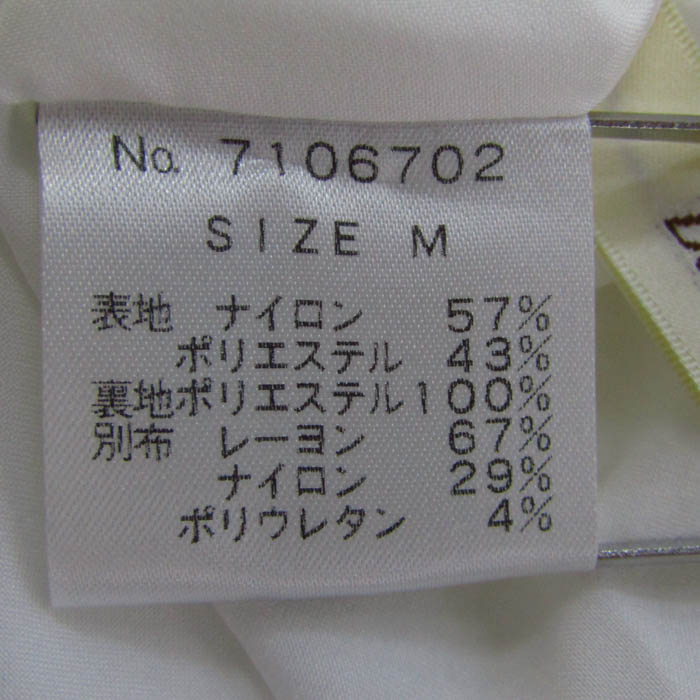 No. 7106702
SIZE M
表地 ナイロン 57%
ポリエステル 43%
裏地ポリエステル100%
別布 レーヨン 67%
ナイロン 29%
ポリウレタン 4%